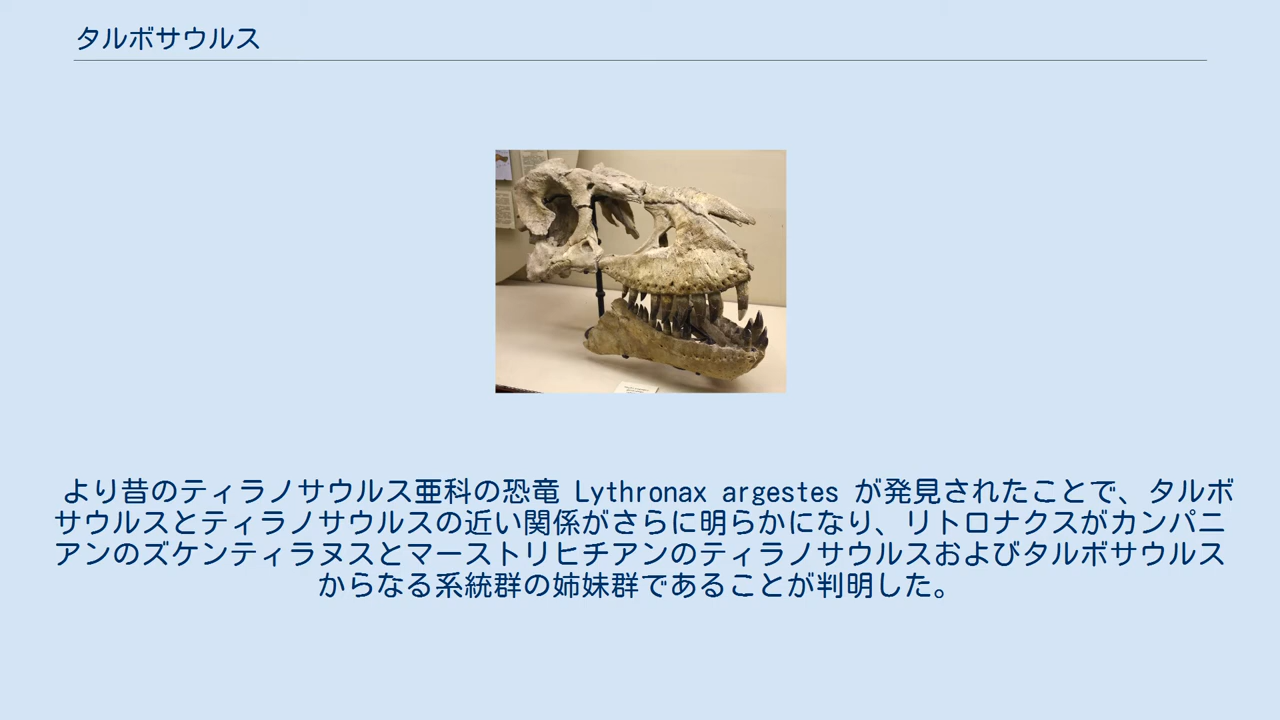 タルボサウルス
より昔のティラノサウルス亜科の恐竜 Lythronax argestes が発見されたことで、タルボ
サウルスとティラノサウルスの近い関係がさらに明らかになり、リトロナクスがカンパニ
アンのズケンティラヌスとマーストリヒチアンのティラノサウルスおよびタルボサウルス
からなる系統群の姉妹群であることが判明した。